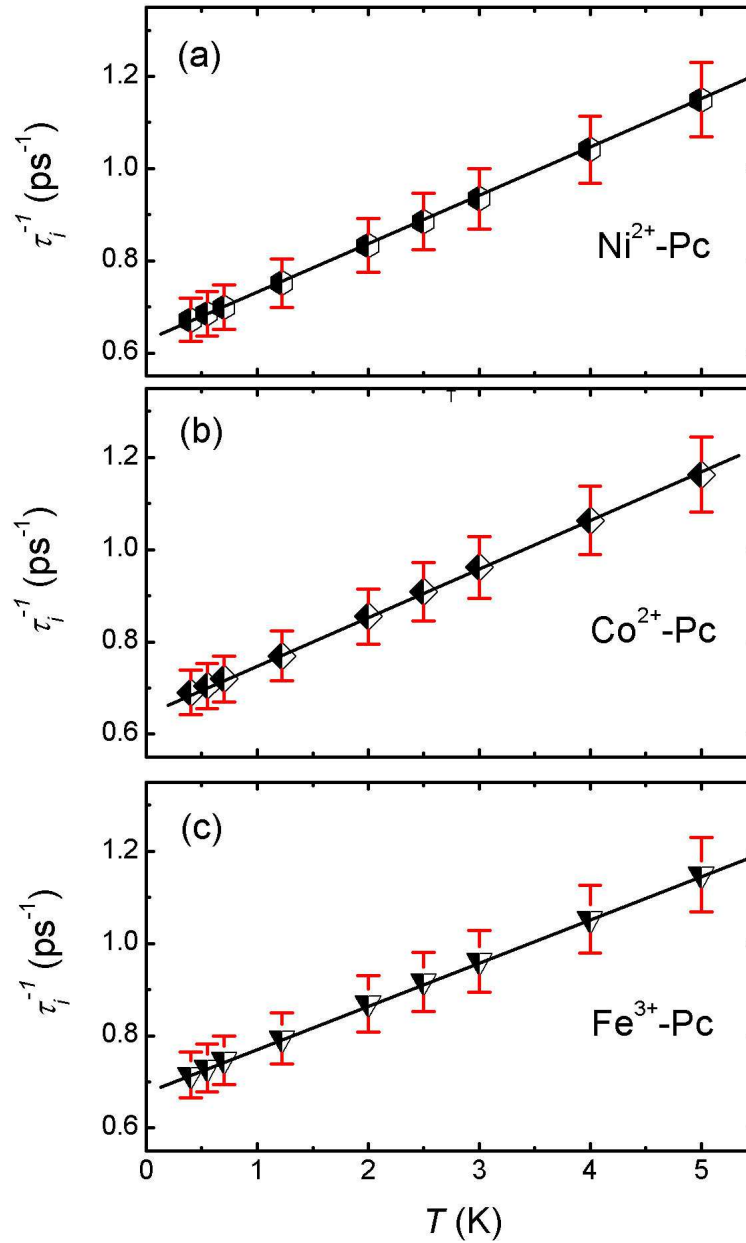 (a)
1.2
1.0
0.8
0.6
τᵢ⁻¹ (ps⁻¹)
Ni²⁺-Pc
(b)
1.2
1.0
0.8
0.6
τᵢ⁻¹ (ps⁻¹)
Co²⁺-Pc
(c)
1.2
1.0
0.8
0.6
τᵢ⁻¹ (ps⁻¹)
Fe³⁺-Pc
0 1 2 3 4 5
T (K)